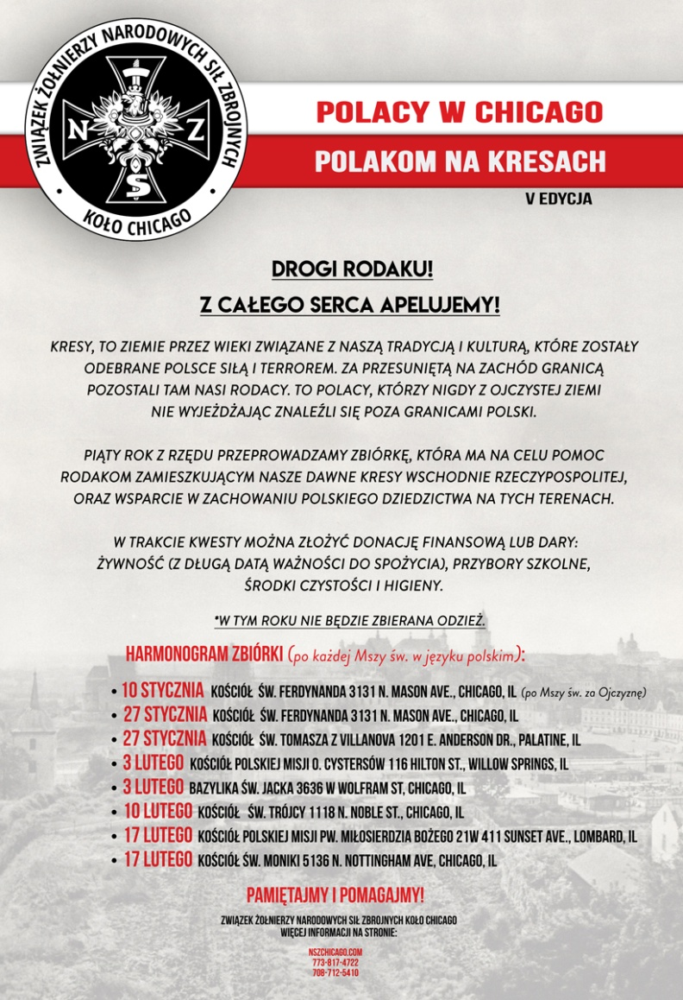 ZWIĄZEK ŻOŁNIERZY NARODOWYCH SIŁ ZBROJNYCH
N Z
S
KOŁO CHICAGO
POLACY W CHICAGO
POLAKOM NA KRESACH
V EDYCJA
DROGI RODAKU!
Z CAŁEGO SERCA APELUJEMY!
KRESY, TO ZIEMIE PRZEZ WIEKI ZWIĄZANE Z NASZĄ TRADYCJĄ I KULTURĄ, KTÓRE ZOSTAŁY
ODEBRANE POLSCE SIŁĄ I TERROREM. ZA PRZESUNIĘTĄ NA ZACHÓD GRANICĄ
POZOSTALI TAM NASI RODACY. TO POLACY, KTÓRZY NIGDY Z OJCZYSTEJ ZIEMI
NIE WYJEŻDŻAJĄC ZNALEŹLI SIĘ POZA GRANICAMI POLSKI.
PIĄTY ROK Z RZĘDU PRZEPROWADZAMY ZBIÓRKĘ, KTÓRA MA NA CELU POMOC
RODAKOM ZAMIESZKUJĄCYM NASZE DAWNE KRESY WSCHODNIE RZECZYPOSPOLITEJ,
ORAZ WSPARCIE W ZACHOWANIU POLSKIEGO DZIEDZICTWA NA TYCH TERENACH.
W TRAKCIE KWESTY MOŻNA ZŁOŻYĆ DONACJĘ FINANSOWĄ LUB DARY:
ŻYWNOŚĆ (Z DŁUGĄ DATĄ WAŻNOŚCI DO SPOŻYCIA), PRZYBORY SZKOLNE,
ŚRODKI CZYSTOŚCI I HIGIENY.
*W TYM ROKU NIE BĘDZIE ZBIERANA ODZIEŻ.
HARMONOGRAM ZBIÓRKI (po każdej Mszy św. w języku polskim):
• 10 STYCZNIA KOŚCIÓŁ ŚW. FERDYNANDA 3131 N. MASON AVE., CHICAGO, IL (po Mszy św. za Ojczyznę)
• 27 STYCZNIA KOŚCIÓŁ ŚW. FERDYNANDA 3131 N. MASON AVE., CHICAGO, IL
• 27 STYCZNIA KOŚCIÓŁ ŚW. TOMASZA Z VILLANOVA 1201 E. ANDERSON DR., PALATINE, IL
• 3 LUTEGO KOŚCIÓŁ POLSKIEJ MISJI O. CYSTERSÓW 116 HILTON ST., WILLOW SPRINGS, IL
• 3 LUTEGO BAZYLIKA ŚW. JACKA 3636 W WOLFRAM ST, CHICAGO, IL
• 10 LUTEGO KOŚCIÓŁ ŚW. TRÓJCY 1118 N. NOBLE ST., CHICAGO, IL
• 17 LUTEGO KOŚCIÓŁ POLSKIEJ MISJI PW. MIŁOSIERDZIA BOŻEGO 21W 411 SUNSET AVE., LOMBARD, IL
• 17 LUTEGO KOŚCIÓŁ ŚW. MONIKI 5136 N. NOTTINGHAM AVE, CHICAGO, IL
PAMIĘTAJMY I POMAGAJMY!
ZWIĄZEK ŻOŁNIERZY NARODOWYCH SIŁ ZBROJNYCH KOŁO CHICAGO
WIĘCEJ INFORMACJI NA STRONIE:
NSZCHICAGO.COM
773-817-4722
708-712-5410